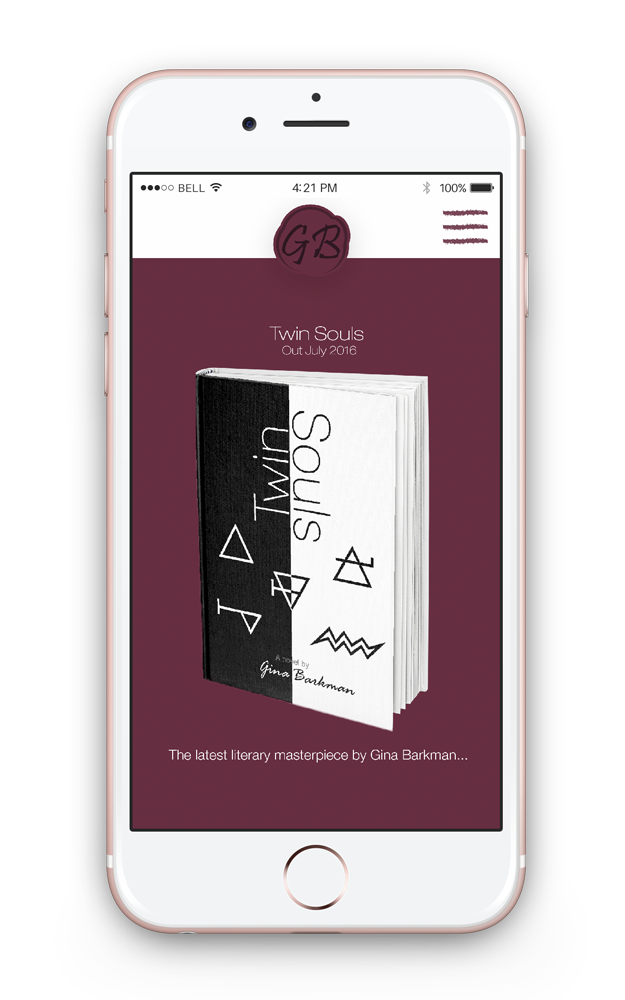 BELL 4:21 PM 100%
GB
Twin Souls
Out July 2016
Twin
Souls
A novel by
Gina Barkman
The latest literary masterpiece by Gina Barkman...